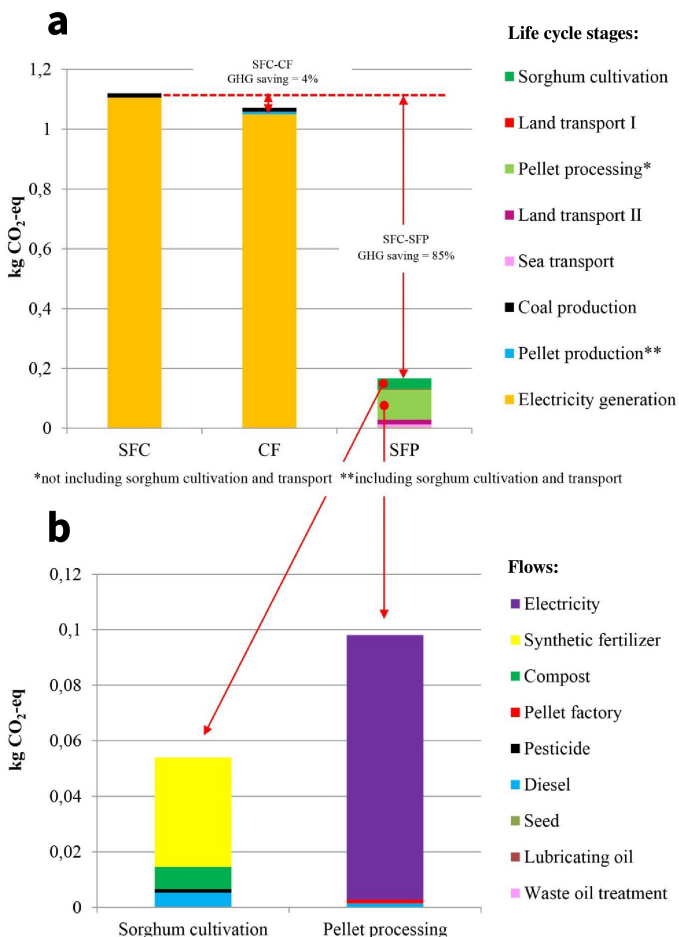 a
Life cycle stages:
SFC-CF
GHG saving = 4%
1,2
1
0,8
0,6
0,4
0,2
0
kg CO₂-eq
SFC-SFP
GHG saving = 85%
SFC
CF
SFP
Sorghum cultivation
Land transport I
Pellet processing*
Land transport II
Sea transport
Coal production
Pellet production**
Electricity generation
*not including sorghum cultivation and transport **including sorghum cultivation and transport
b
Flows:
0,12
0,1
0,08
0,06
0,04
0,02
0
kg CO₂-eq
Sorghum cultivation
Pellet processing
Electricity
Synthetic fertilizer
Compost
Pellet factory
Pesticide
Diesel
Seed
Lubricating oil
Waste oil treatment